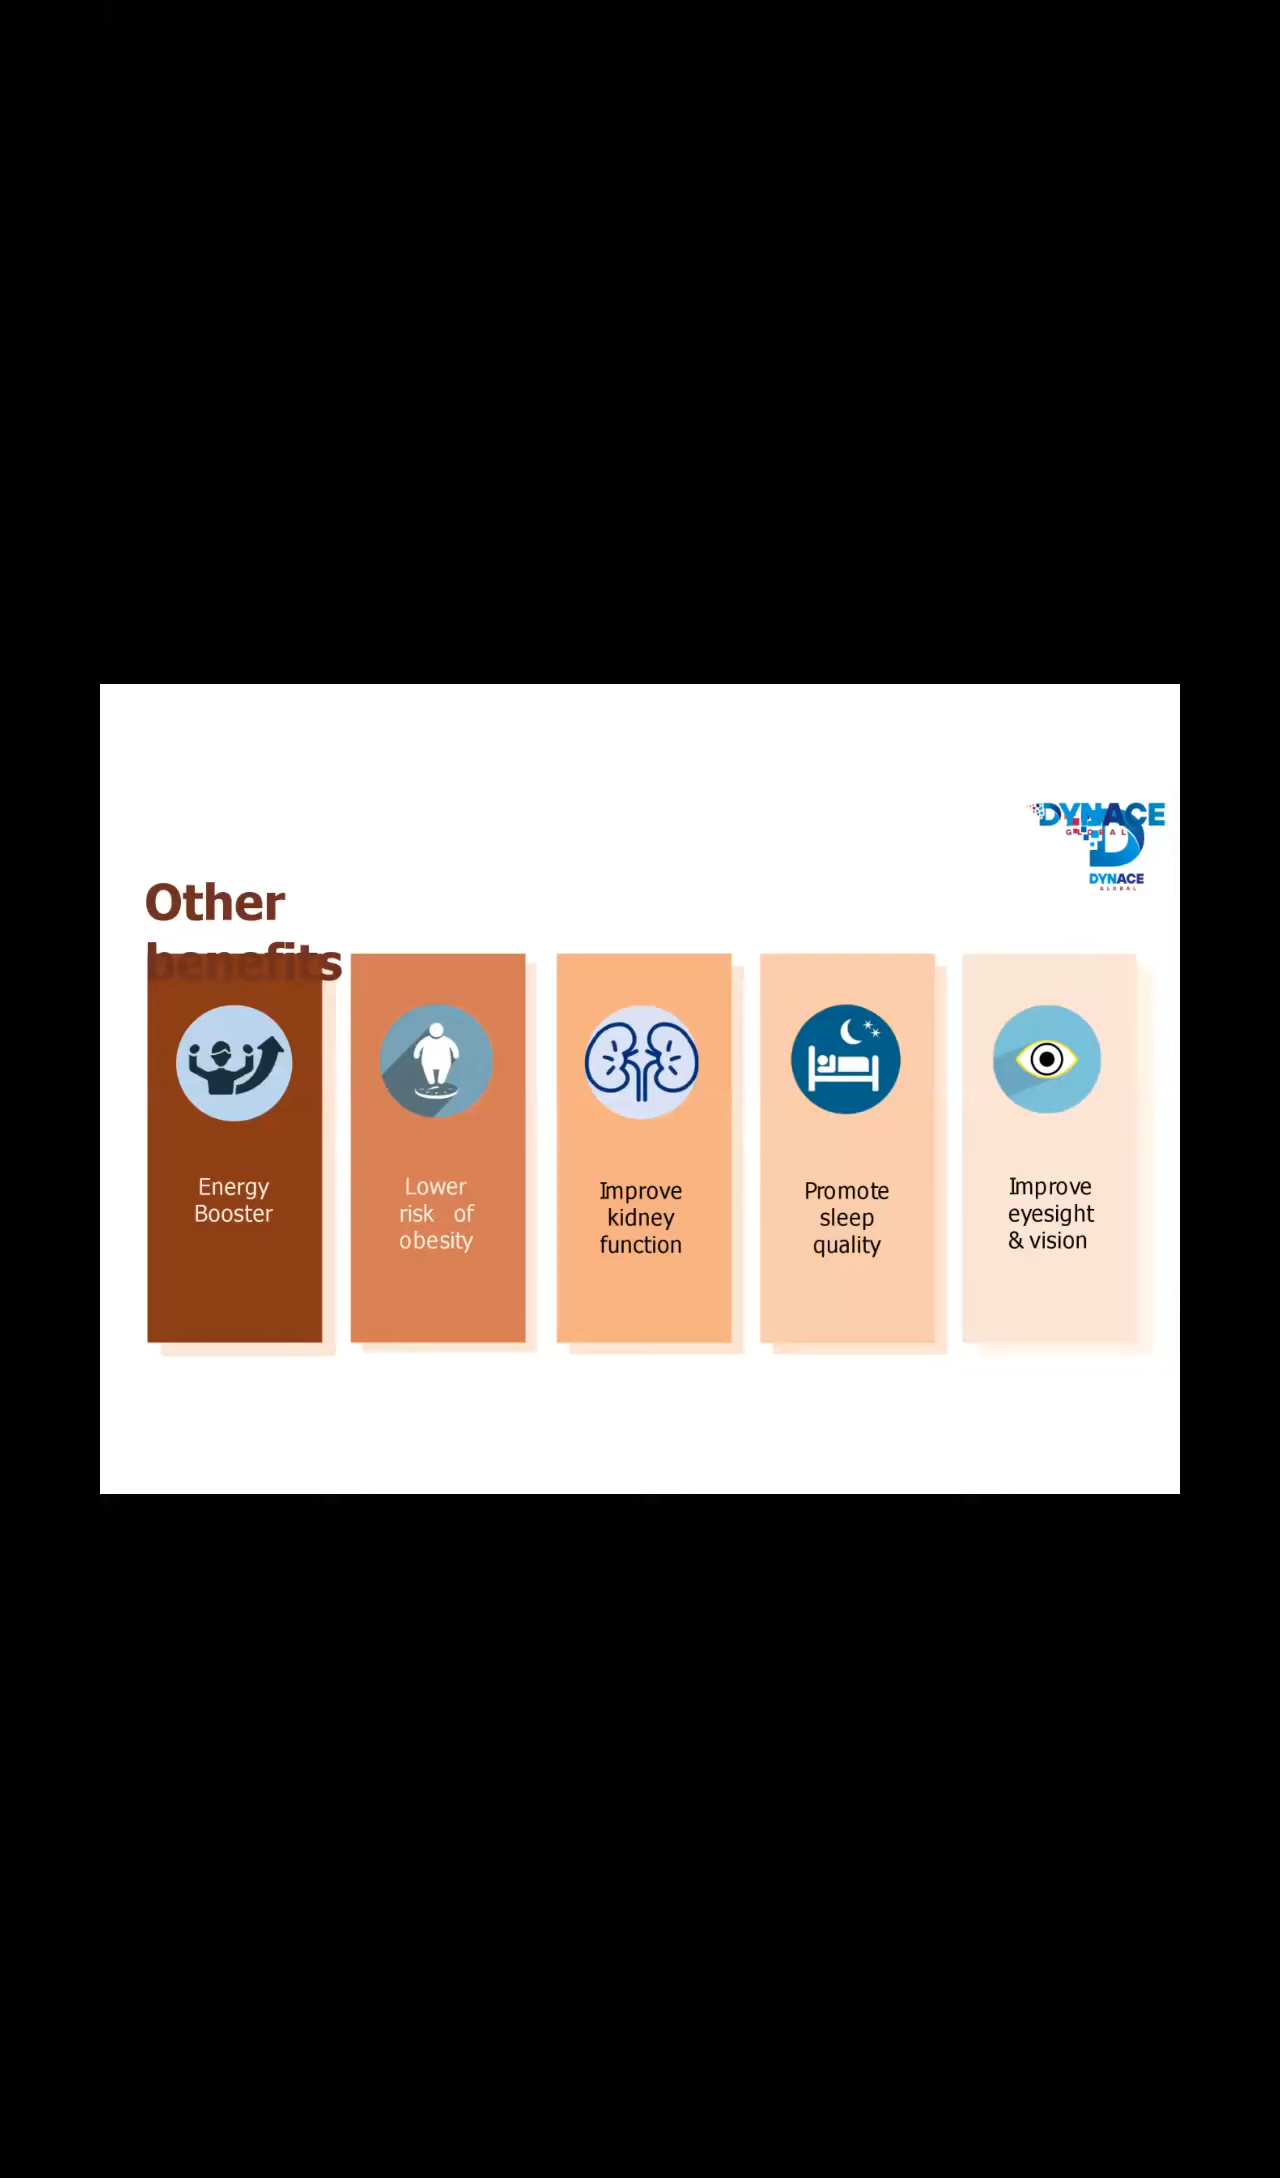 DYNACE
GLOBAL
DYNACE
GLOBAL
Other
benefits
Energy
Booster
Lower
risk of
obesity
Improve
kidney
function
Promote
sleep
quality
Improve
eyesight
& vision